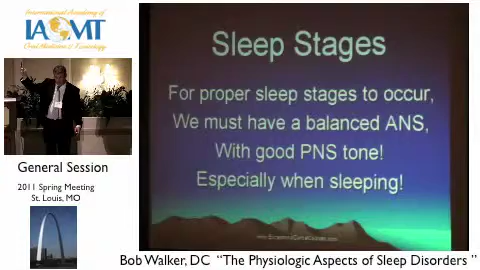 International Academy of
IAOMT
Oral Medicine & Toxicology
Sleep Stages
For proper sleep stages to occur,
We must have a balanced ANS,
With good PNS tone!
Especially when sleeping!
General Session
2011 Spring Meeting
St. Louis, MO
Bob Walker, DC “The Physiologic Aspects of Sleep Disorders ”